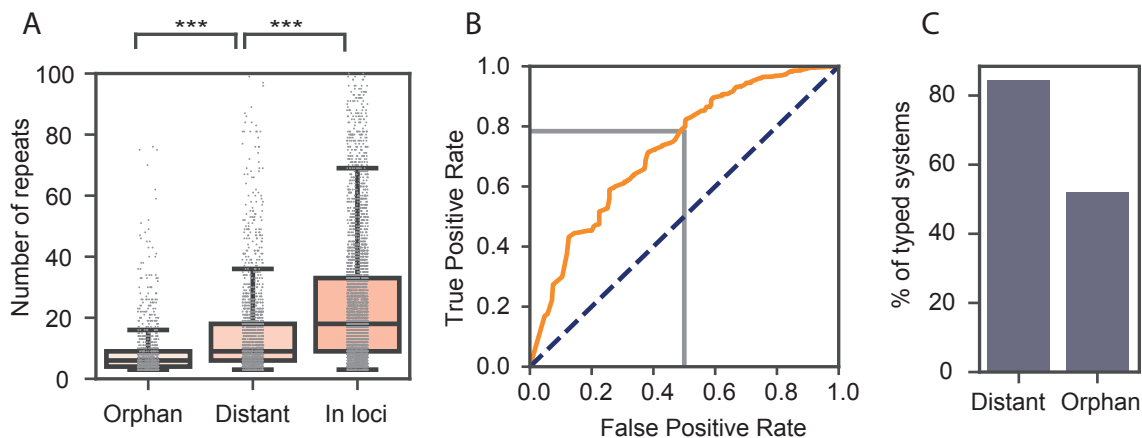 A
*** ***
Number of repeats
100
80
60
40
20
0
Orphan Distant In loci
B
True Positive Rate
1.0
0.8
0.6
0.4
0.2
0.0
0.0 0.2 0.4 0.6 0.8 1.0
False Positive Rate
C
% of typed systems
80
60
40
20
0
Distant Orphan